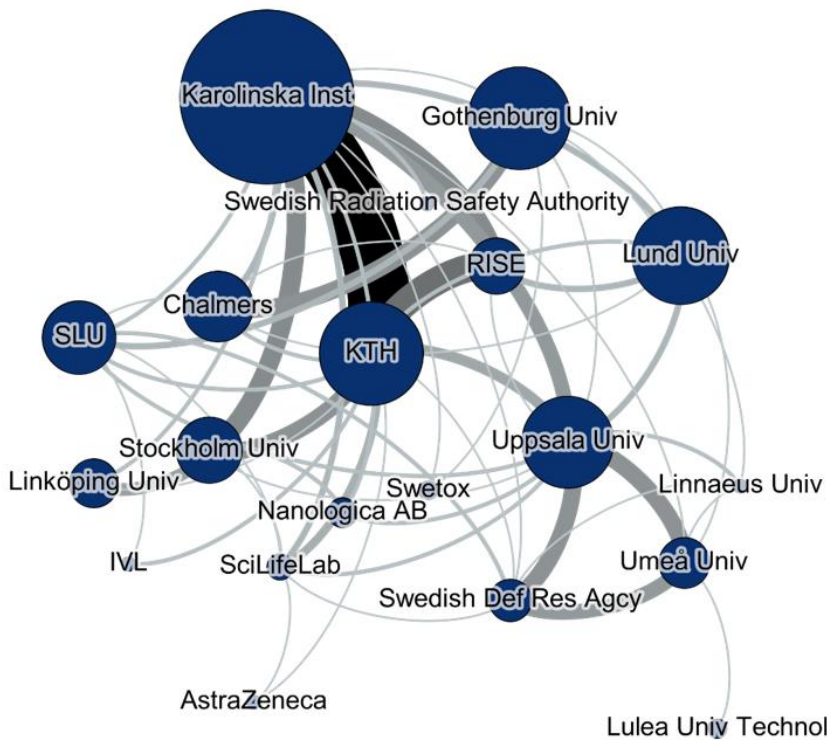 Karolinska Inst
Gothenburg Univ
Swedish Radiation Safety Authority
Lund Univ
RISE
Chalmers
SLU
KTH
Stockholm Univ
Uppsala Univ
Linköping Univ
Swetox
Linnaeus Univ
Nanologica AB
IVL
SciLifeLab
Umeå Univ
Swedish Def Res Agcy
AstraZeneca
Lulea Univ Technol